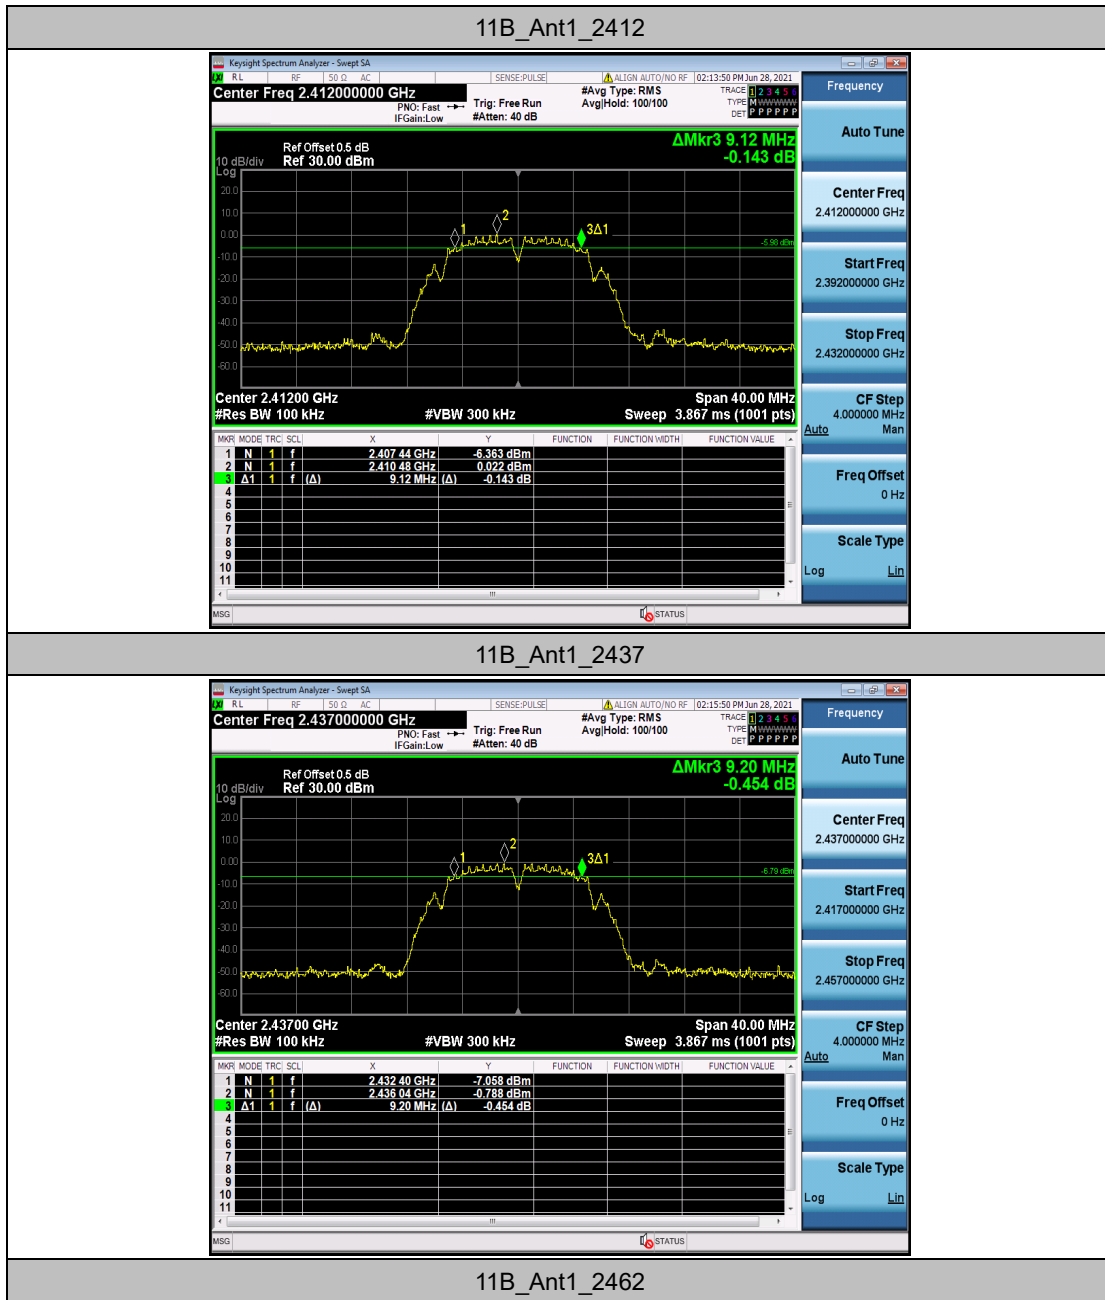 11B_Ant1_2412
Keysight Spectrum Analyzer - Swept SA
RL RF 50 Ω AC SENSE:PULSE ALIGN AUTO/NO RF 02:13:50 PM Jun 28, 2021
Center Freq 2.412000000 GHz
PNO: Fast
IFGain:Low
Trig: Free Run
#Atten: 40 dB
#Avg Type: RMS
Avg|Hold: 100/100
TRACE 1 2 3 4 5 6
TYPE M WWWWW
DET P P P P P P
Frequency
Auto Tune
Center Freq
2.412000000 GHz
Start Freq
2.392000000 GHz
Stop Freq
2.432000000 GHz
CF Step
4.000000 MHz
Auto Man
Freq Offset
0 Hz
Scale Type
Log Lin
ΔMkr3 9.12 MHz
-0.143 dB
Ref Offset 0.5 dB
10 dB/div Ref 30.00 dBm
Log
20.0
10.0
0.00
-10.0
-20.0
-30.0
-40.0
-50.0
-60.0
1
2
3Δ1
-5.98 dBm
Center 2.41200 GHz Span 40.00 MHz
#Res BW 100 kHz #VBW 300 kHz Sweep 3.867 ms (1001 pts)
MKR MODE TRC SCL X Y FUNCTION FUNCTION WIDTH FUNCTION VALUE
1 N 1 f 2.407 44 GHz -6.363 dBm
2 N 1 f 2.410 48 GHz 0.022 dBm
3 Δ1 1 f (Δ) 9.12 MHz (Δ) -0.143 dB
4
5
6
7
8
9
10
11
MSG STATUS
11B_Ant1_2437
Keysight Spectrum Analyzer - Swept SA
RL RF 50 Ω AC SENSE:PULSE ALIGN AUTO/NO RF 02:15:50 PM Jun 28, 2021
Center Freq 2.437000000 GHz
PNO: Fast
IFGain:Low
Trig: Free Run
#Atten: 40 dB
#Avg Type: RMS
Avg|Hold: 100/100
TRACE 1 2 3 4 5 6
TYPE M WWWWW
DET P P P P P P
Frequency
Auto Tune
Center Freq
2.437000000 GHz
Start Freq
2.417000000 GHz
Stop Freq
2.457000000 GHz
CF Step
4.000000 MHz
Auto Man
Freq Offset
0 Hz
Scale Type
Log Lin
ΔMkr3 9.20 MHz
-0.454 dB
Ref Offset 0.5 dB
10 dB/div Ref 30.00 dBm
Log
20.0
10.0
0.00
-10.0
-20.0
-30.0
-40.0
-50.0
-60.0
1
2
3Δ1
-6.79 dBm
Center 2.43700 GHz Span 40.00 MHz
#Res BW 100 kHz #VBW 300 kHz Sweep 3.867 ms (1001 pts)
MKR MODE TRC SCL X Y FUNCTION FUNCTION WIDTH FUNCTION VALUE
1 N 1 f 2.432 40 GHz -7.058 dBm
2 N 1 f 2.436 04 GHz -0.788 dBm
3 Δ1 1 f (Δ) 9.20 MHz (Δ) -0.454 dB
4
5
6
7
8
9
10
11
MSG STATUS
11B_Ant1_2462